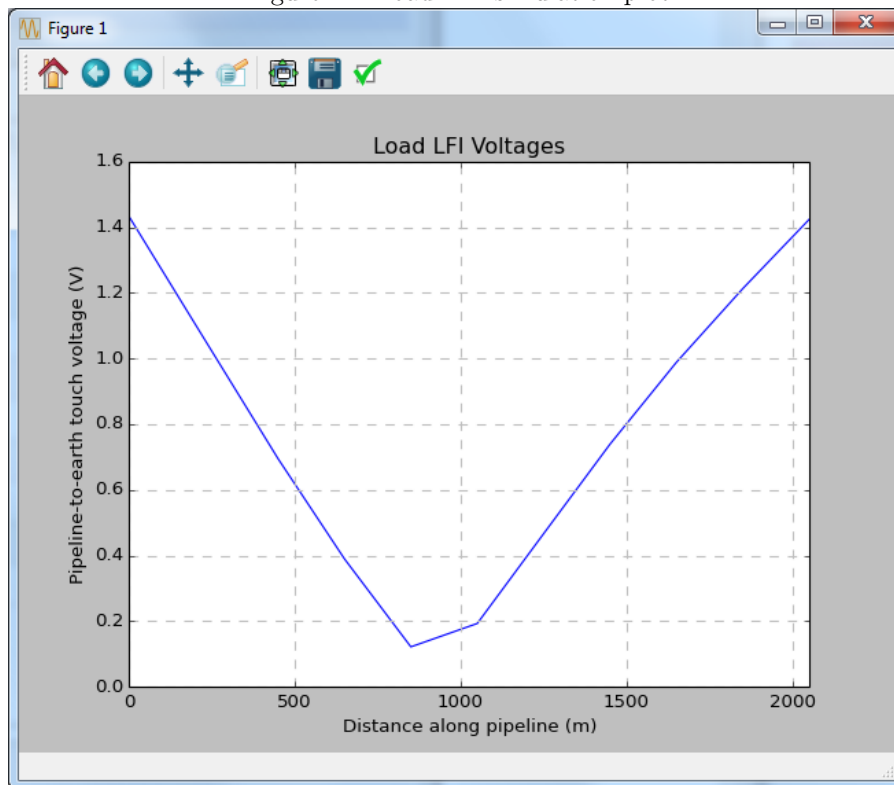 Figure 1
Load LFI Voltages
1.6
1.4
1.2
1.0
0.8
0.6
0.4
0.2
0.0
Pipeline-to-earth touch voltage (V)
0 500 1000 1500 2000
Distance along pipeline (m)